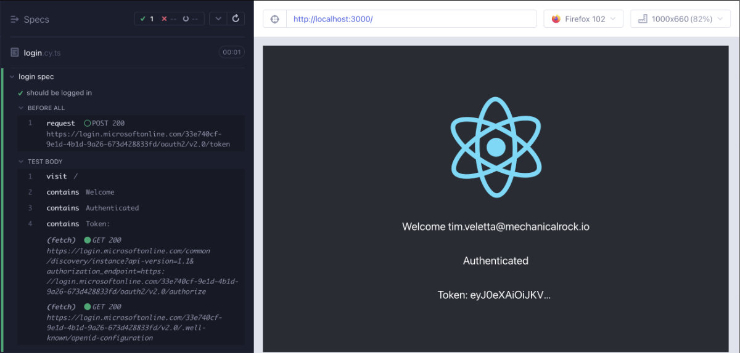 Specs
1
--
--
login.cy.ts
00:01
login spec
should be logged in
BEFORE ALL
1 request POST 200
https://login.microsoftonline.com/33e740cf-
9e1d-4b1d-9a26-673d428833fd/oauth2/v2.0/token
TEST BODY
1 visit /
2 contains Welcome
3 contains Authenticated
4 contains Token:
(fetch) GET 200
https://login.microsoftonline.com/common
/discovery/instance?api-version=1.1&
authorization_endpoint=https:
//login.microsoftonline.com/33e740cf-9e1d-4b1d-
9a26-673d428833fd/oauth2/v2.0/authorize
(fetch) GET 200
https://login.microsoftonline.com/33e740cf-
9e1d-4b1d-9a26-673d428833fd/v2.0/.well-
known/openid-configuration
http://localhost:3000/
Firefox 102
1000x660 (82%)
Welcome tim.veletta@mechanicalrock.io
Authenticated
Token: eyJ0eXAiOiJKV...